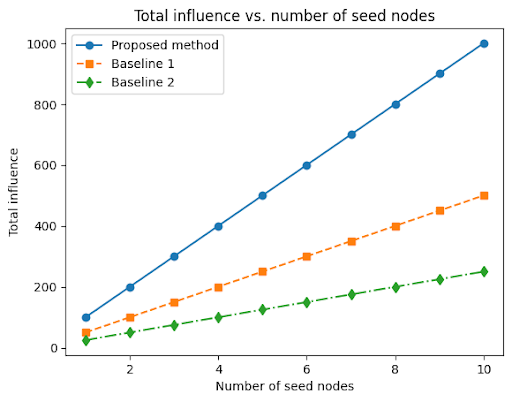 Total influence vs. number of seed nodes
Proposed method
Baseline 1
Baseline 2
Total influence
1000
800
600
400
200
0
2 4 6 8 10
Number of seed nodes